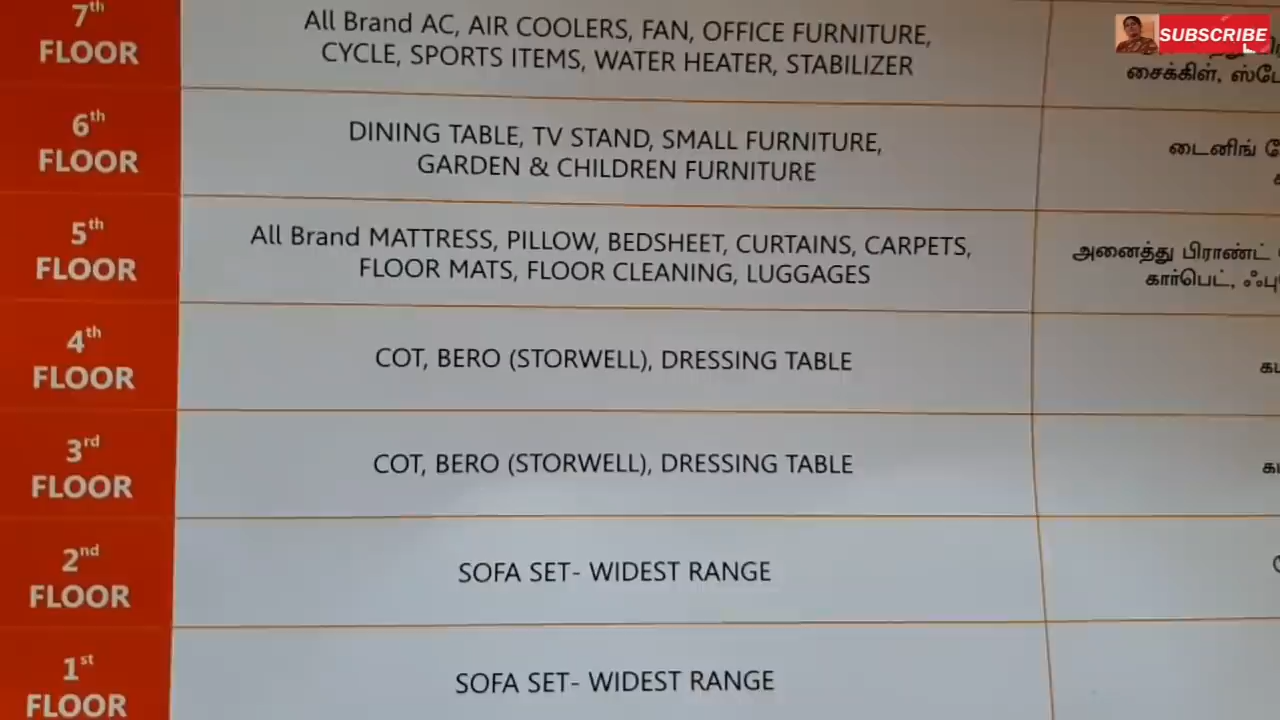 7th
FLOOR
All Brand AC, AIR COOLERS, FAN, OFFICE FURNITURE,
CYCLE, SPORTS ITEMS, WATER HEATER, STABILIZER
SUBSCRIBE
சைக்கிள்,
6th
FLOOR
DINING TABLE, TV STAND, SMALL FURNITURE,
GARDEN & CHILDREN FURNITURE
டைனிங்
5th
FLOOR
All Brand MATTRESS, PILLOW, BEDSHEET, CURTAINS, CARPETS,
FLOOR MATS, FLOOR CLEANING, LUGGAGES
அனைத்து பிராண்ட்
கார்பெட்,
4th
FLOOR
COT, BERO (STORWELL), DRESSING TABLE
3rd
FLOOR
COT, BERO (STORWELL), DRESSING TABLE
2nd
FLOOR
SOFA SET- WIDEST RANGE
1st
FLOOR
SOFA SET- WIDEST RANGE